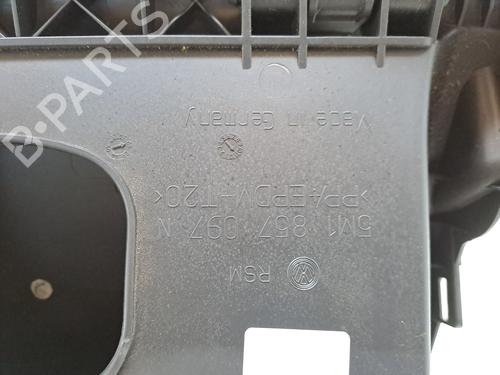 B-PARTS
RSM
5M1 857 097 N
>PP/EPDM-T20<
Made in Germany